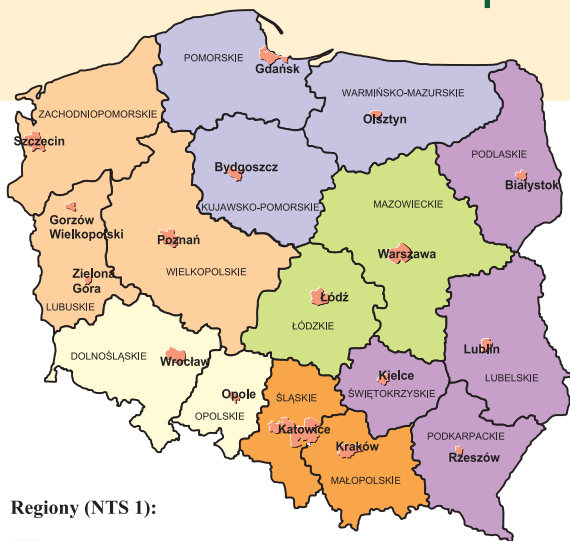 POMORSKIE
Gdańsk
WARMIŃSKO-MAZURSKIE
Olsztyn
ZACHODNIOPOMORSKIE
Szczecin
PODLASKIE
Białystok
Bydgoszcz
KUJAWSKO-POMORSKIE
MAZOWIECKIE
Warszawa
Gorzów
Wielkopolski
Poznań
WIELKOPOLSKIE
Zielona
Góra
LUBUSKIE
Łódź
ŁÓDZKIE
DOLNOŚLĄSKIE
Wrocław
Lublin
LUBELSKIE
Opole
OPOLSKIE
ŚLĄSKIE
Katowice
Kielce
ŚWIĘTOKRZYSKIE
Kraków
MAŁOPOLSKIE
PODKARPACKIE
Rzeszów
Regiony (NTS 1):